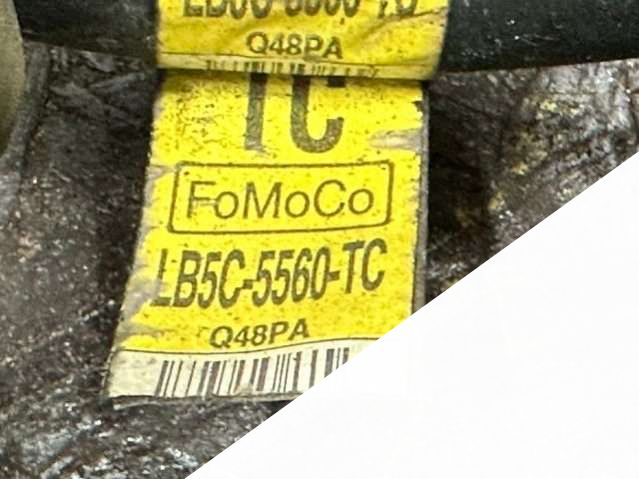 Q48PA
TC
FoMoCo
LB5C-5560-TC
Q48PA